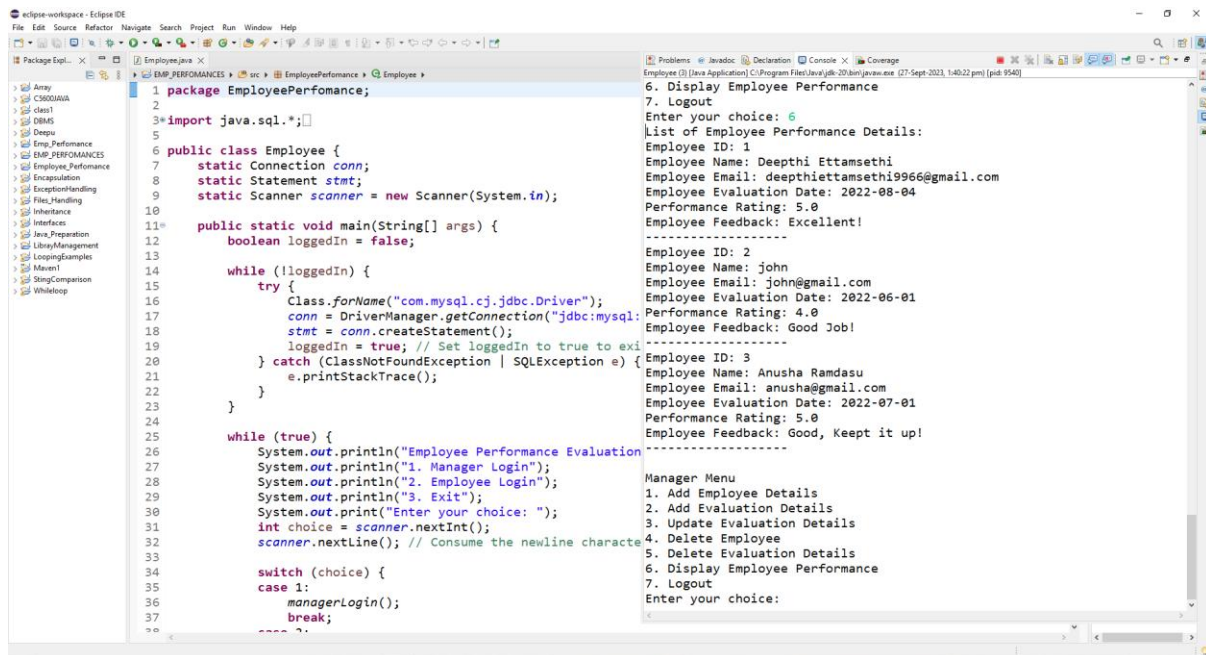 eclipse-workspace - Eclipse IDE
File Edit Source Refactor Navigate Search Project Run Window Help
Package Expl...
Array
CS600JAVA
class1
DBMS
Deepu
Emp_Perfomance
EMP_PERFOMANCES
Employee_Perfomance
Encapsulation
ExceptionHandling
Files_Handling
Inheritance
Interfaces
Java_Preparation
LibrayManagement
LoopingExamples
Maven1
StingComparison
Whileloop
Employee.java
EMP_PERFOMANCES src EmployeePerfomance Employee
1 package EmployeePerfomance;
2
3 import java.sql.*;
5
6 public class Employee {
7 static Connection conn;
8 static Statement stmt;
9 static Scanner scanner = new Scanner(System.in);
10
11 public static void main(String[] args) {
12 boolean loggedIn = false;
13
14 while (!loggedIn) {
15 try {
16 Class.forName("com.mysql.cj.jdbc.Driver");
17 conn = DriverManager.getConnection("jdbc:mysql:
18 stmt = conn.createStatement();
19 loggedIn = true; // Set loggedIn to true to exi
20 } catch (ClassNotFoundException | SQLException e) {
21 e.printStackTrace();
22 }
23 }
24
25 while (true) {
26 System.out.println("Employee Performance Evaluation
27 System.out.println("1. Manager Login");
28 System.out.println("2. Employee Login");
29 System.out.println("3. Exit");
30 System.out.print("Enter your choice: ");
31 int choice = scanner.nextInt();
32 scanner.nextLine(); // Consume the newline characte
33
34 switch (choice) {
35 case 1:
36 managerLogin();
37 break;
Problems Javadoc Declaration Console Coverage
Employee (3) [Java Application] C:\Program Files\Java\jdk-20\bin\javaw.exe (27-Sept-2023, 1:40:22 pm) [pid: 9540]
6. Display Employee Performance
7. Logout
Enter your choice: 6
List of Employee Performance Details:
Employee ID: 1
Employee Name: Deepthi Ettamsethi
Employee Email: deepthiettamsethi9966@gmail.com
Employee Evaluation Date: 2022-08-04
Performance Rating: 5.0
Employee Feedback: Excellent!
-------------------
Employee ID: 2
Employee Name: john
Employee Email: john@gmail.com
Employee Evaluation Date: 2022-06-01
Performance Rating: 4.0
Employee Feedback: Good Job!
-------------------
Employee ID: 3
Employee Name: Anusha Ramdasu
Employee Email: anusha@gmail.com
Employee Evaluation Date: 2022-07-01
Performance Rating: 5.0
Employee Feedback: Good, Keept it up!
-------------------
Manager Menu
1. Add Employee Details
2. Add Evaluation Details
3. Update Evaluation Details
4. Delete Employee
5. Delete Evaluation Details
6. Display Employee Performance
7. Logout
Enter your choice: